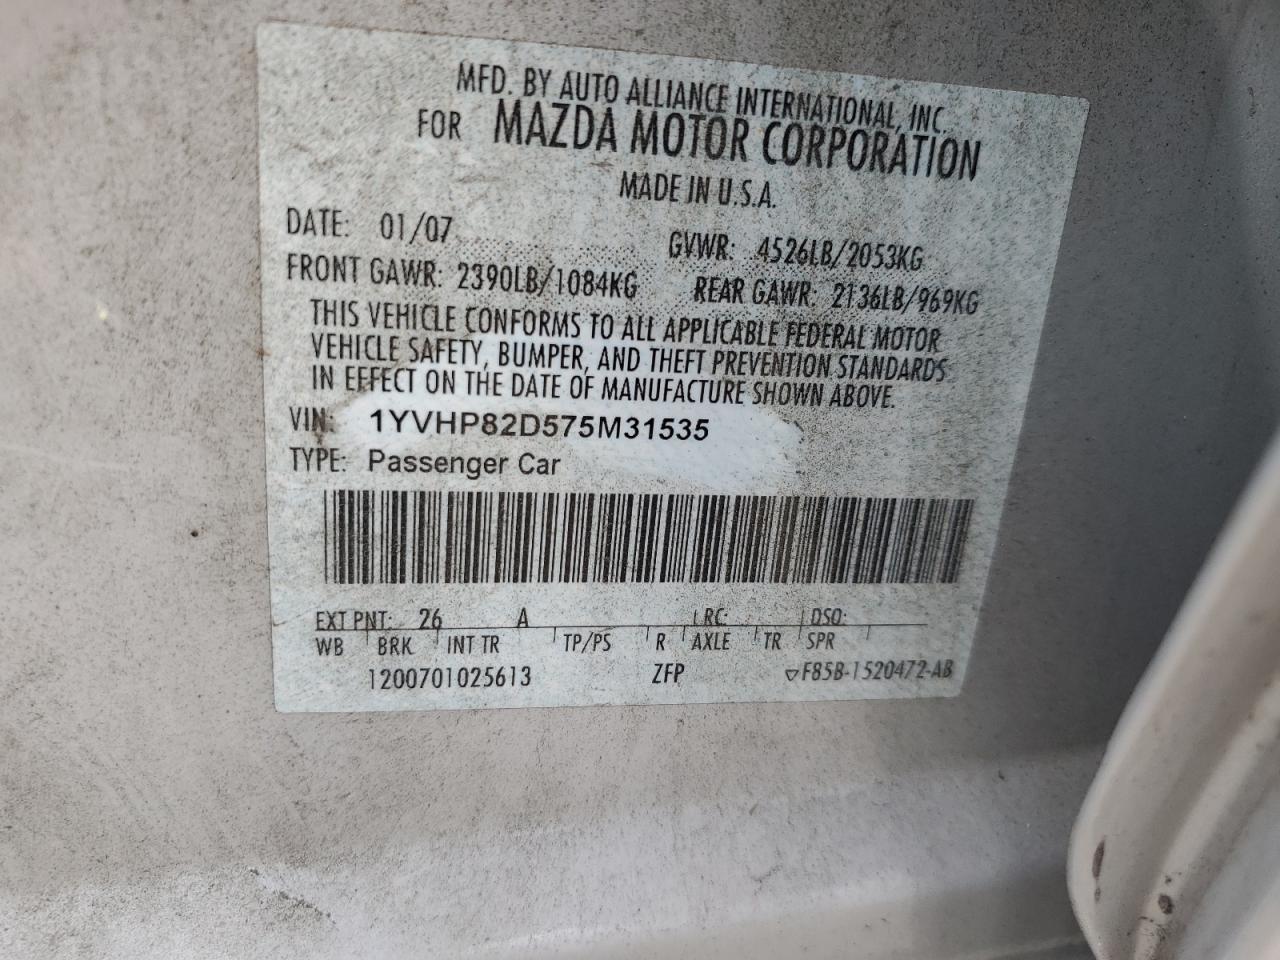 MFD. BY AUTO ALLIANCE INTERNATIONAL, INC.
FOR MAZDA MOTOR CORPORATION
MADE IN U.S.A.
DATE: 01/07 GVWR: 4526LB/2053KG
FRONT GAWR: 2390LB/1084KG REAR GAWR: 2136LB/969KG
THIS VEHICLE CONFORMS TO ALL APPLICABLE FEDERAL MOTOR
VEHICLE SAFETY, BUMPER, AND THEFT PREVENTION STANDARDS
IN EFFECT ON THE DATE OF MANUFACTURE SHOWN ABOVE.
VIN: 1YVHP82D575M31535
TYPE: Passenger Car
EXT PNT: 26 A RC: DSO:
WB BRK INT TR TP/PS R AXLE TR SPR
1200701025613 ZFP ▽F85B-1520472-AB